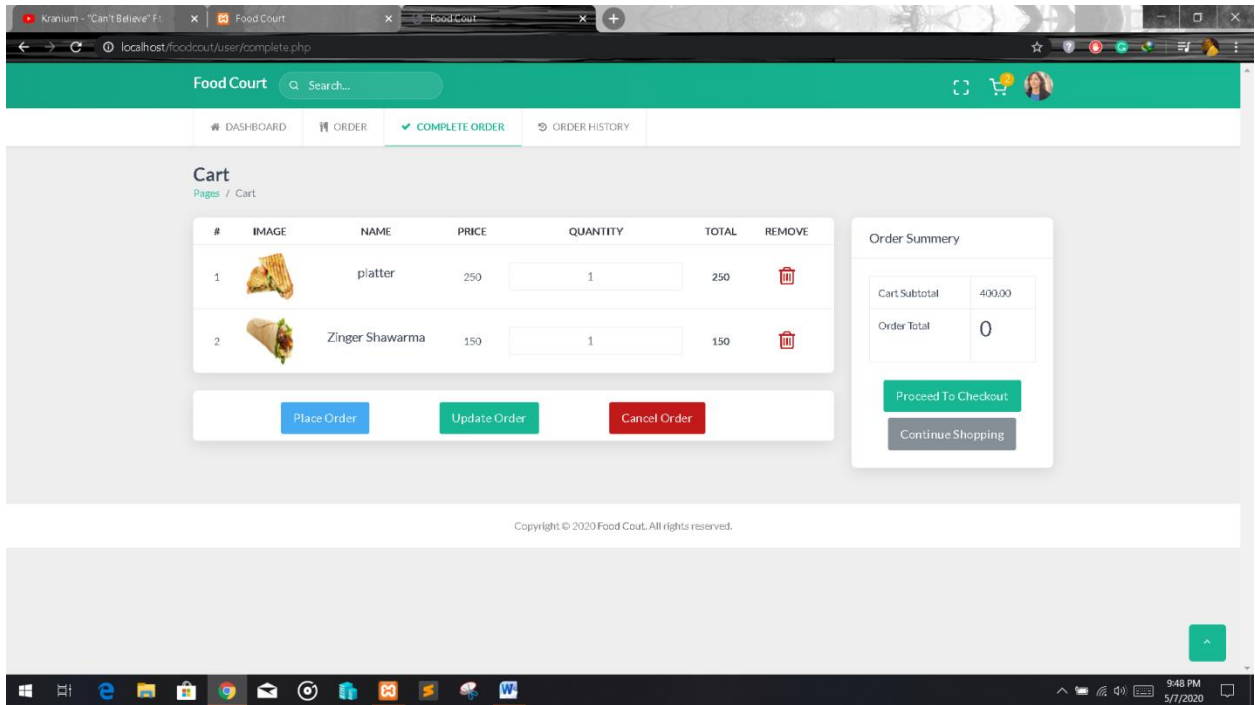 Kranium - "Can't Believe" Ft.
Food Court
Food Cout
localhost/foodcout/user/complete.php
Food Court
Search...
2
DASHBOARD
ORDER
COMPLETE ORDER
ORDER HISTORY
Cart
Pages / Cart
# IMAGE NAME PRICE QUANTITY TOTAL REMOVE
1 platter 250 1 250
2 Zinger Shawarma 150 1 150
Place Order
Update Order
Cancel Order
Order Summery
Cart Subtotal 400.00
Order Total 0
Proceed To Checkout
Continue Shopping
Copyright © 2020 Food Cout. All rights reserved.
9:48 PM
5/7/2020